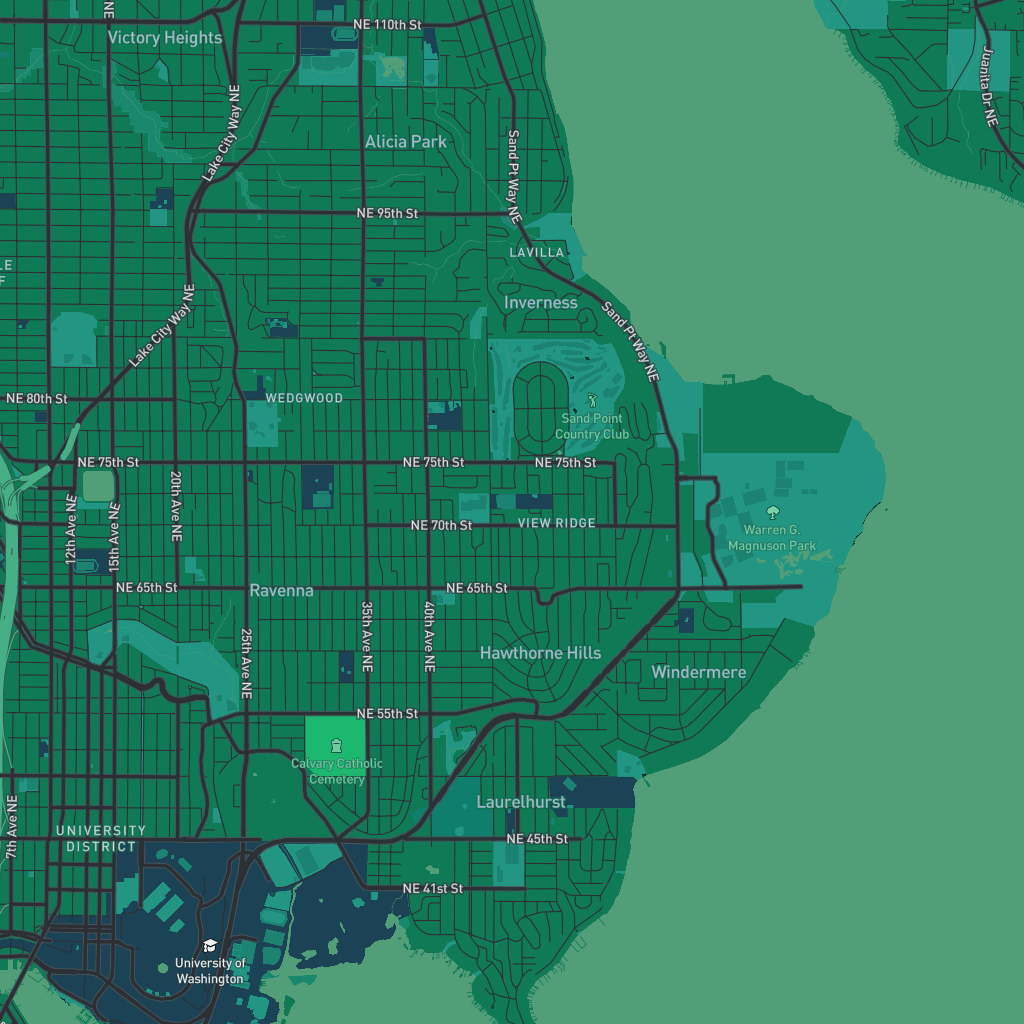 NE
NE 110th St
Victory Heights
Juanita Dr NE
Lake City Way NE
Alicia Park
Sand Pt Way NE
NE 95th St
LAVILLA
LE
F
Inverness
Lake City Way NE
Sand Pt Way NE
NE 80th St
WEDGWOOD
Sand Point
Country Club
NE 75th St
NE 75th St
NE 75th St
20th Ave NE
12th Ave NE
15th Ave NE
NE 70th St
VIEW RIDGE
Warren G.
Magnuson Park
NE 65th St
Ravenna
NE 65th St
35th Ave NE
40th Ave NE
25th Ave NE
Hawthorne Hills
Windermere
NE 55th St
Calvary Catholic
Cemetery
Laurelhurst
7th Ave NE
UNIVERSITY
DISTRICT
NE 45th St
NE 41st St
University of
Washington